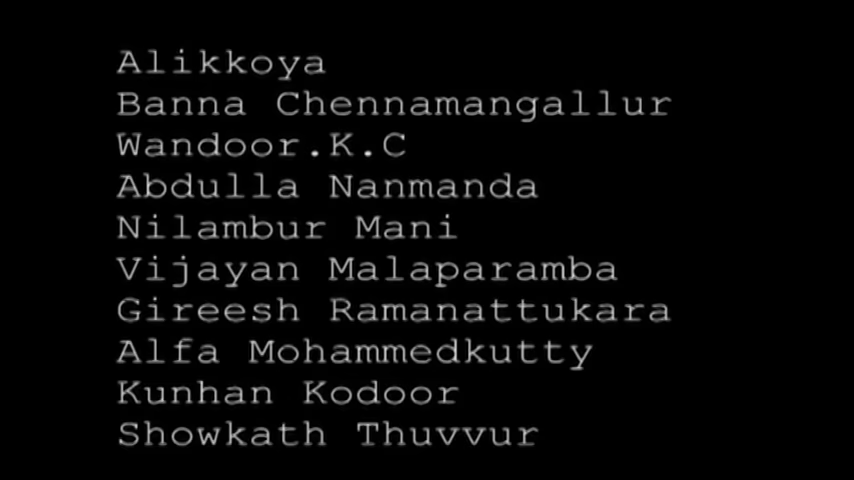 Alikkoya
Banna Chennamangallur
Wandoor.K.C
Abdulla Nanmanda
Nilambur Mani
Vijayan Malaparamba
Gireesh Ramanattukara
Alfa Mohammedkutty
Kunhan Kodoor
Showkath Thuvvur